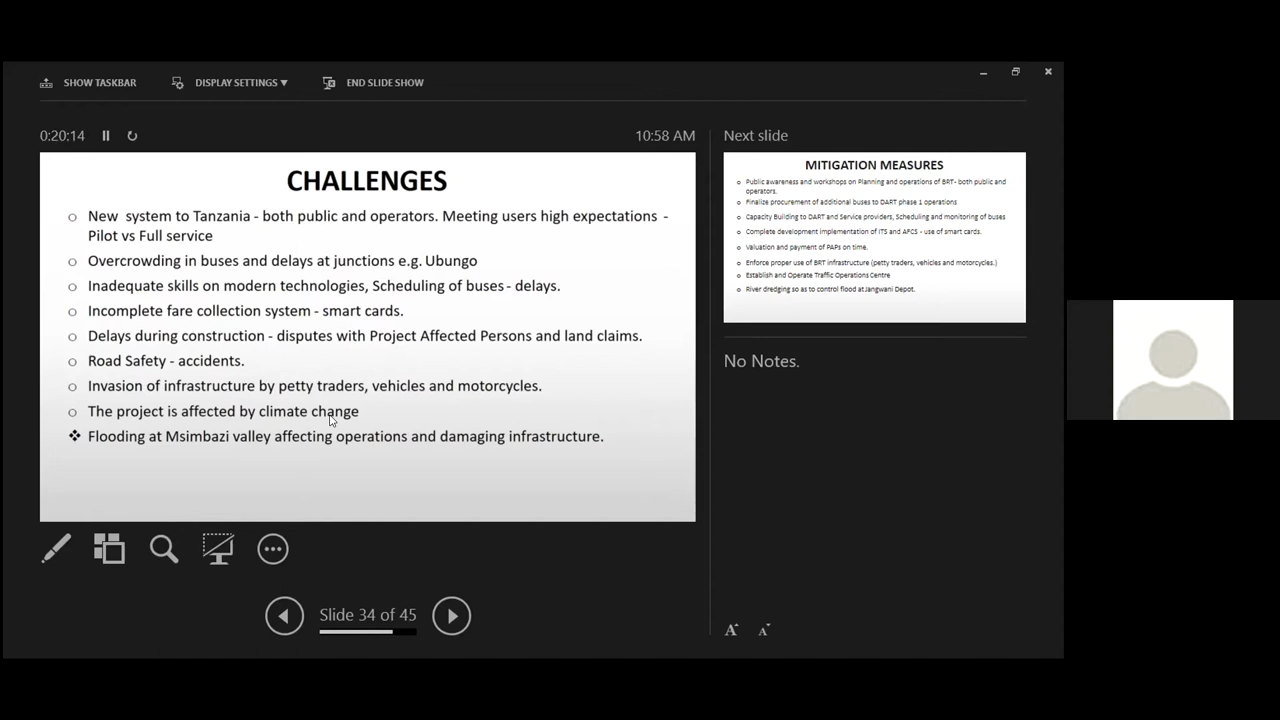 SHOW TASKBAR
DISPLAY SETTINGS ▼
END SLIDE SHOW
0:20:14
10:58 AM
CHALLENGES
New system to Tanzania - both public and operators. Meeting users high expectations -
Pilot vs Full service
Overcrowding in buses and delays at junctions e.g. Ubungo
Inadequate skills on modern technologies, Scheduling of buses - delays.
Incomplete fare collection system - smart cards.
Delays during construction - disputes with Project Affected Persons and land claims.
Road Safety - accidents.
Invasion of infrastructure by petty traders, vehicles and motorcycles.
The project is affected by climate change
Flooding at Msimbazi valley affecting operations and damaging infrastructure.
Slide 34 of 45
Next slide
MITIGATION MEASURES
Public awareness and workshops on Planning and operations of BRT- both public and
operators.
Finalize procurement of additional buses to DART phase 1 operations
Capacity Building to DART and Service providers, Scheduling and monitoring of buses
Complete development implementation of ITS and AFCS - use of smart cards.
Valuation and payment of PAPs on time.
Enforce proper use of BRT infrastructure (petty traders, vehicles and motorcycles.)
Establish and Operate Traffic Operations Centre
River dredging so as to control flood at Jangwani Depot.
No Notes.
A A